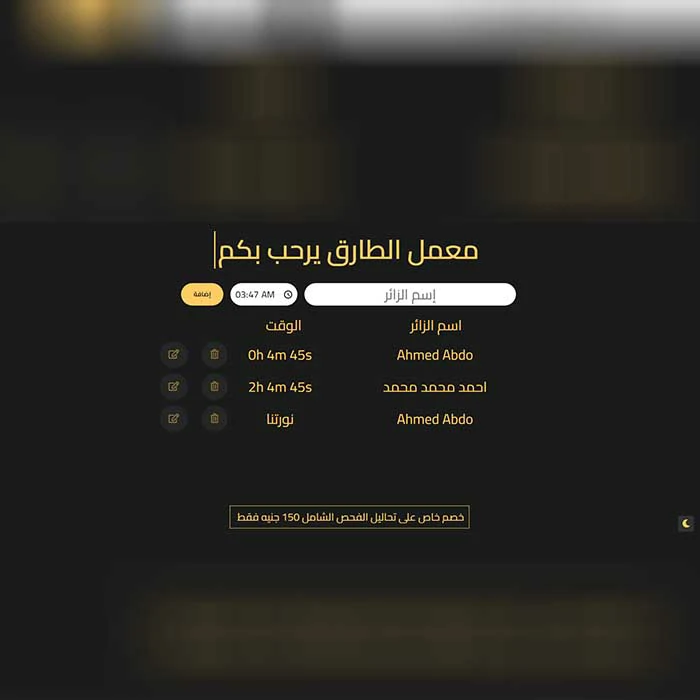 معمل الطارق يرحب بكم
إسم الزائر 03:47 AM إضافة
اسم الزائر الوقت
Ahmed Abdo 0h 4m 45s
احمد محمد محمد 2h 4m 45s
Ahmed Abdo نورتنا
خصم خاص على تحاليل الفحص الشامل 150 جنيه فقط